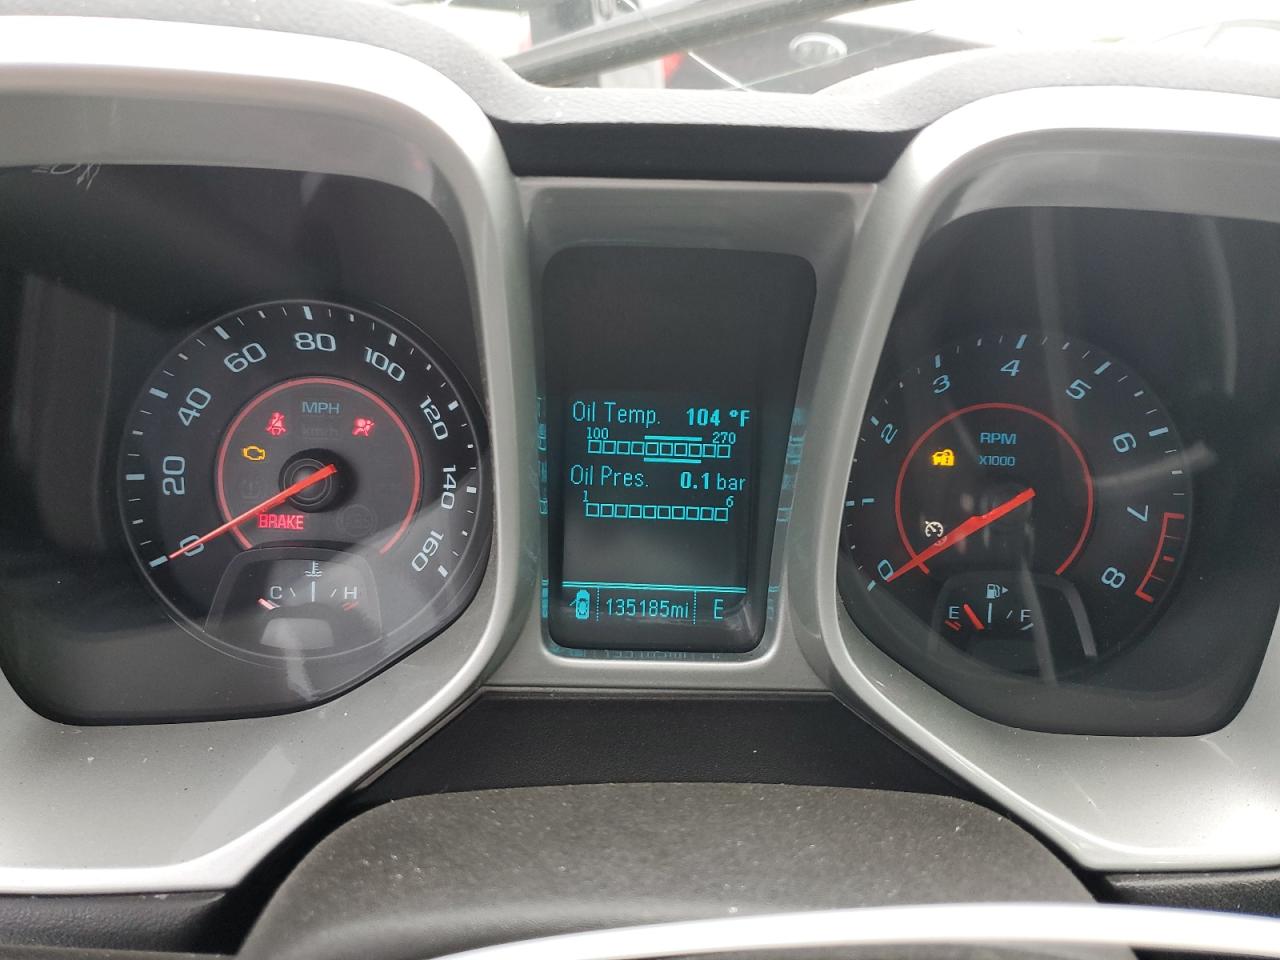 0 20 40 60 80 100 120 140 160
MPH
km/h
BRAKE
C H
Oil Temp. 104 °F
100 270
Oil Pres. 0.1 bar
1 6
135185mi E
0 1 2 3 4 5 6 7 8
RPM
X1000
E F